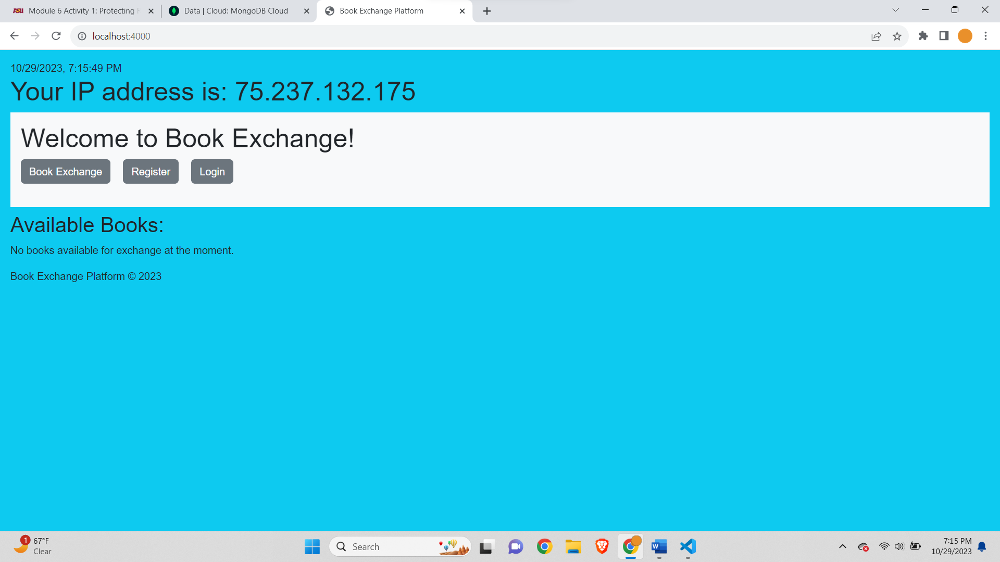 ASU Module 6 Activity 1: Protecting Data | Cloud: MongoDB Cloud Book Exchange Platform
localhost:4000
10/29/2023, 7:15:49 PM
Your IP address is: 75.237.132.175
Welcome to Book Exchange!
Book Exchange Register Login
Available Books:
No books available for exchange at the moment.
Book Exchange Platform © 2023
1 67°F
Clear
Search
W
7:15 PM
10/29/2023